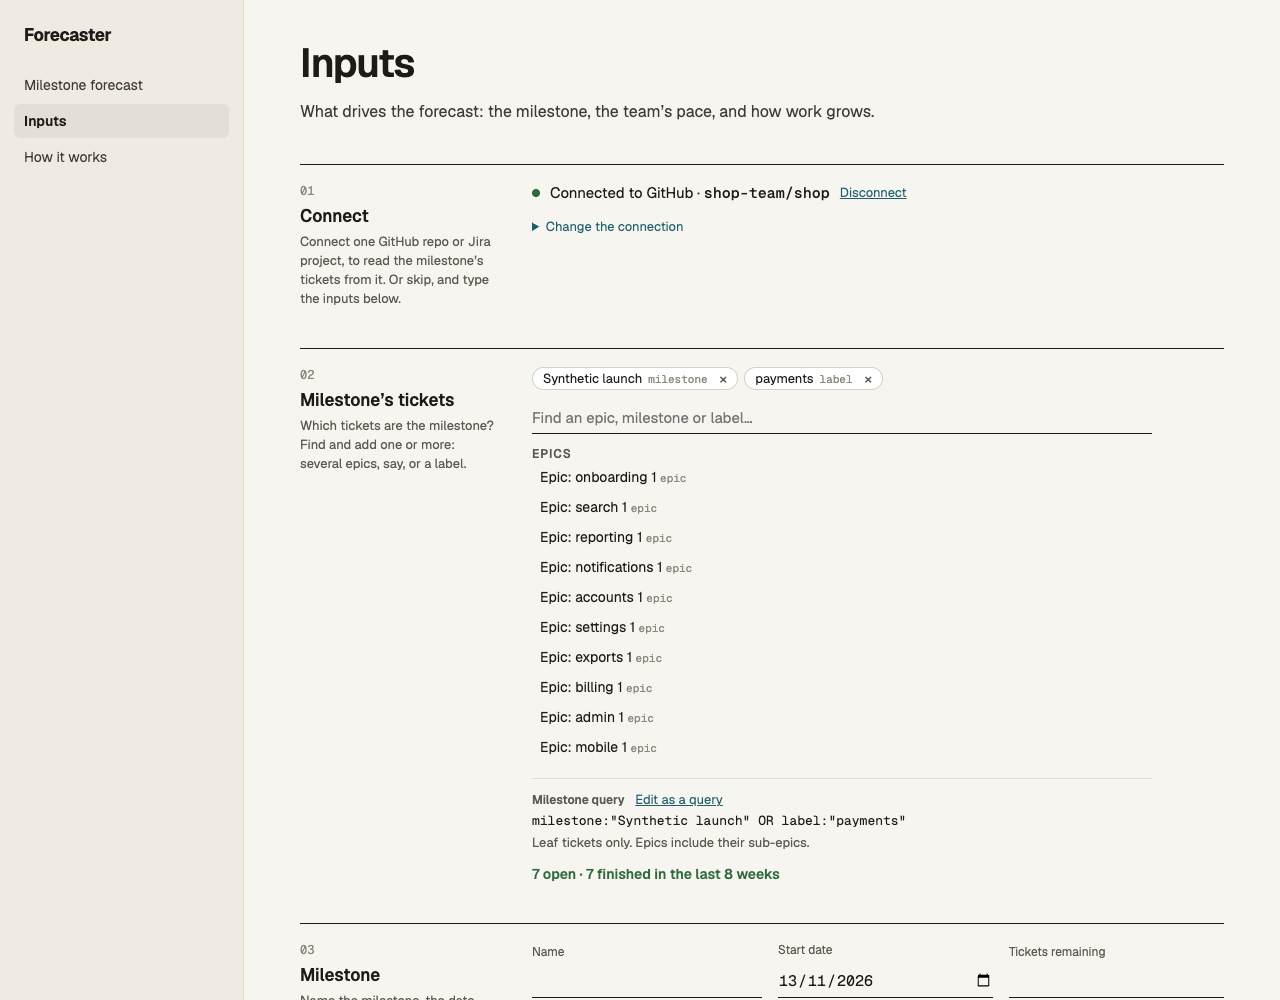 Forecaster
Milestone forecast
Inputs
How it works
Inputs
What drives the forecast: the milestone, the team’s pace, and how work grows.
01
Connect
Connect one GitHub repo or Jira
project, to read the milestone’s
tickets from it. Or skip, and type
the inputs below.
Connected to GitHub · shop-team/shop Disconnect
▶ Change the connection
02
Milestone’s tickets
Which tickets are the milestone?
Find and add one or more:
several epics, say, or a label.
Synthetic launch milestone × payments label ×
Find an epic, milestone or label…
EPICS
Epic: onboarding 1 epic
Epic: search 1 epic
Epic: reporting 1 epic
Epic: notifications 1 epic
Epic: accounts 1 epic
Epic: settings 1 epic
Epic: exports 1 epic
Epic: billing 1 epic
Epic: admin 1 epic
Epic: mobile 1 epic
Milestone query Edit as a query
milestone:"Synthetic launch" OR label:"payments"
Leaf tickets only. Epics include their sub-epics.
7 open · 7 finished in the last 8 weeks
03
Milestone
Name the milestone, the date
Name
Start date
13/11/2026
Tickets remaining